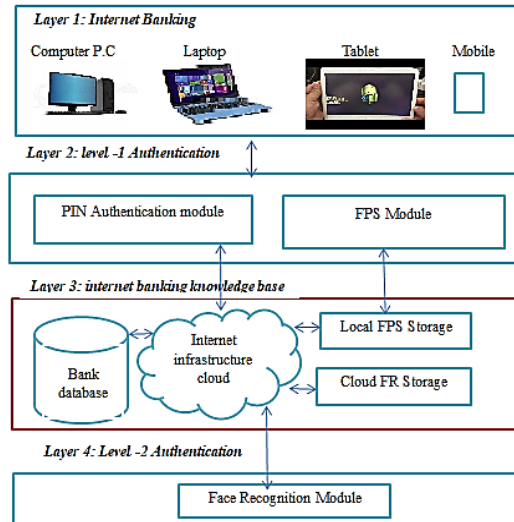 Layer 1: Internet Banking
Computer P.C
Laptop
Tablet
Mobile
Layer 2: level -1 Authentication
PIN Authentication module
FPS Module
Layer 3: internet banking knowledge base
Bank
database
Internet
infrastructure
cloud
Local FPS Storage
Cloud FR Storage
Layer 4: Level -2 Authentication
Face Recognition Module